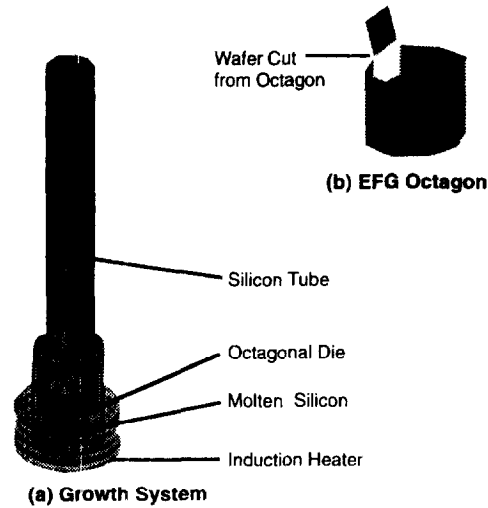 Wafer Cut
from Octagon
(b) EFG Octagon
Silicon Tube
Octagonal Die
Molten Silicon
Induction Heater
(a) Growth System